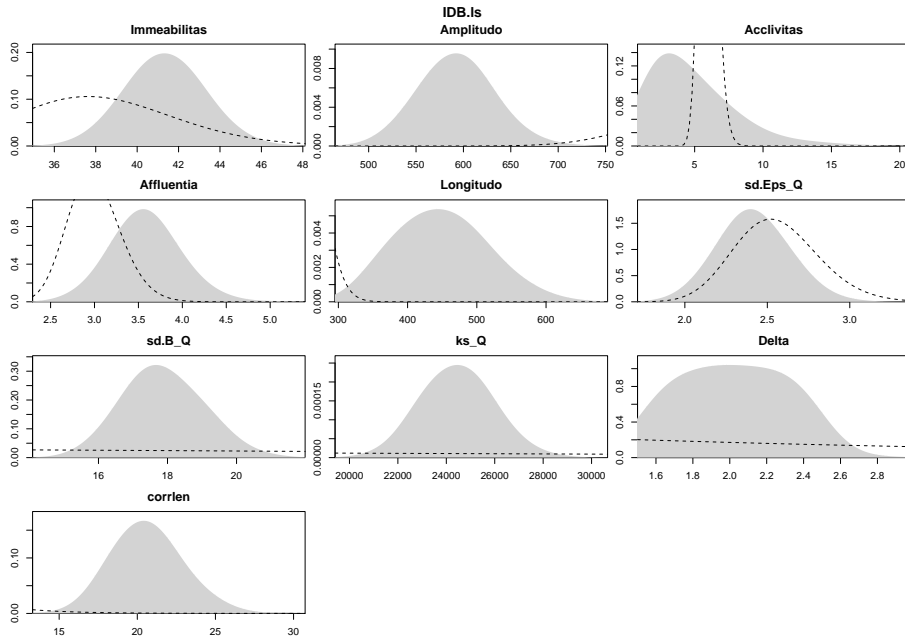 IDB.ls
Immeabilitas
Amplitudo
Acclivitas
0.00 0.10 0.20
36 38 40 42 44 46 48
0.000 0.004 0.008
500 550 600 650 700 750
0.00 0.06 0.12
5 10 15 20
Affluentia
Longitudo
sd.Eps_Q
0.0 0.4 0.8
2.5 3.0 3.5 4.0 4.5 5.0
0.000 0.002 0.004
300 400 500 600
0.0 0.5 1.0 1.5
2.0 2.5 3.0
sd.B_Q
ks_Q
Delta
0.00 0.10 0.20 0.30
16 18 20
0.00000 0.00015
20000 22000 24000 26000 28000 30000
0.0 0.4 0.8
1.6 1.8 2.0 2.2 2.4 2.6 2.8
corrlen
0.00 0.10
15 20 25 30